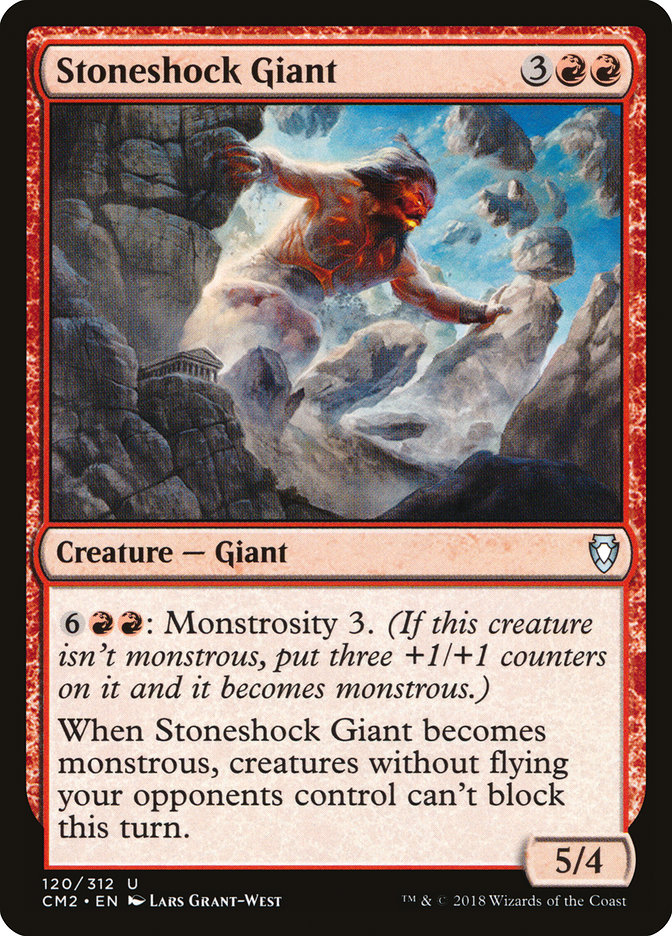 Stoneshock Giant 3
Creature — Giant
6: Monstrosity 3. (If this creature
isn't monstrous, put three +1/+1 counters
on it and it becomes monstrous.)
When Stoneshock Giant becomes
monstrous, creatures without flying
your opponents control can't block
this turn.
5/4
120/312 U
CM2 • EN Lars Grant-West
™ & © 2018 Wizards of the Coast